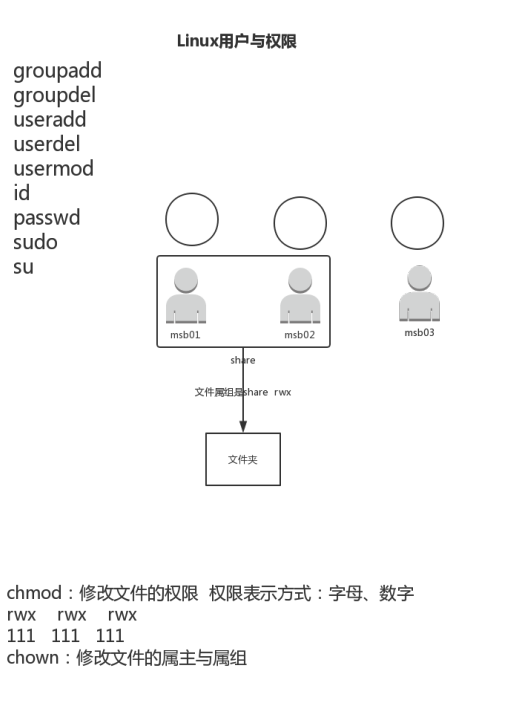 Linux用户与权限
groupadd
groupdel
useradd
userdel
usermod
id
passwd
sudo
su
msb01
msb02
msb03
share
文件属组是share rwx
文件夹
chmod：修改文件的权限 权限表示方式：字母、数字
rwx rwx rwx
111 111 111
chown：修改文件的属主与属组